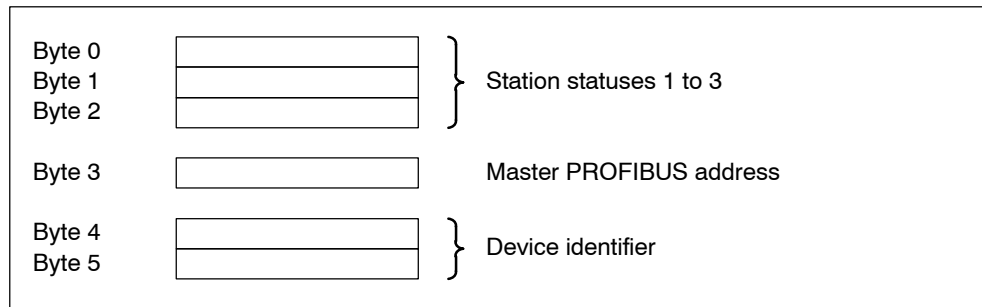 Byte 0
Byte 1
Station statuses 1 to 3
Byte 2
Byte 3 Master PROFIBUS address
Byte 4
Device identifier
Byte 5